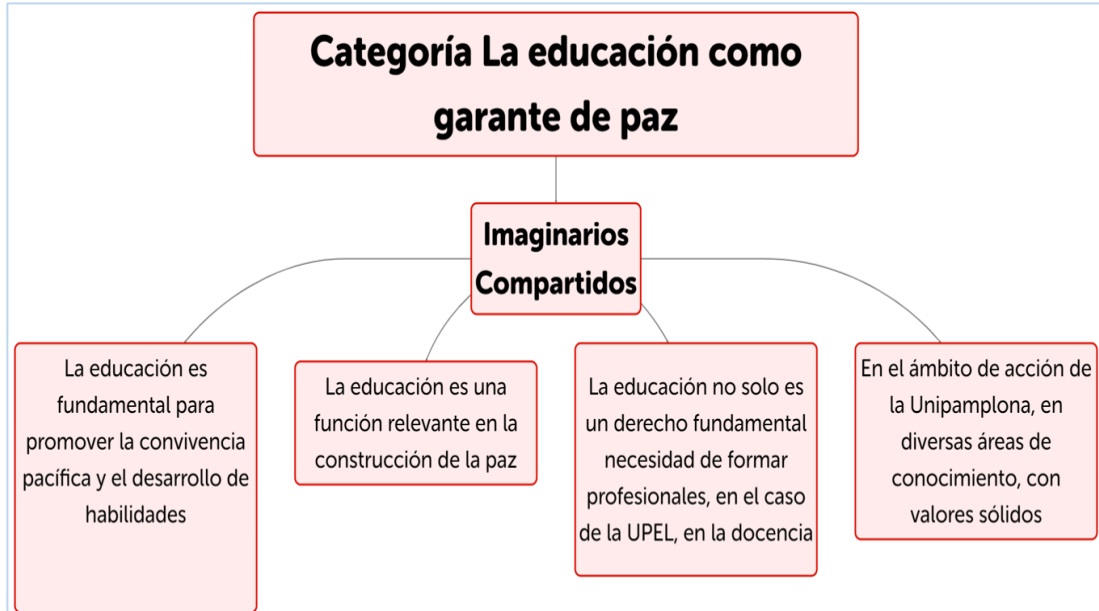 Categoría La educación como
garante de paz
Imaginarios
Compartidos
La educación es
fundamental para
promover la convivencia
pacífica y el desarrollo de
habilidades
La educación es una
función relevante en la
construcción de la paz
La educación no solo es
un derecho fundamental
necesidad de formar
profesionales, en el caso
de la UPEL, en la docencia
En el ámbito de acción de
la Unipamplona, en
diversas áreas de
conocimiento, con
valores sólidos